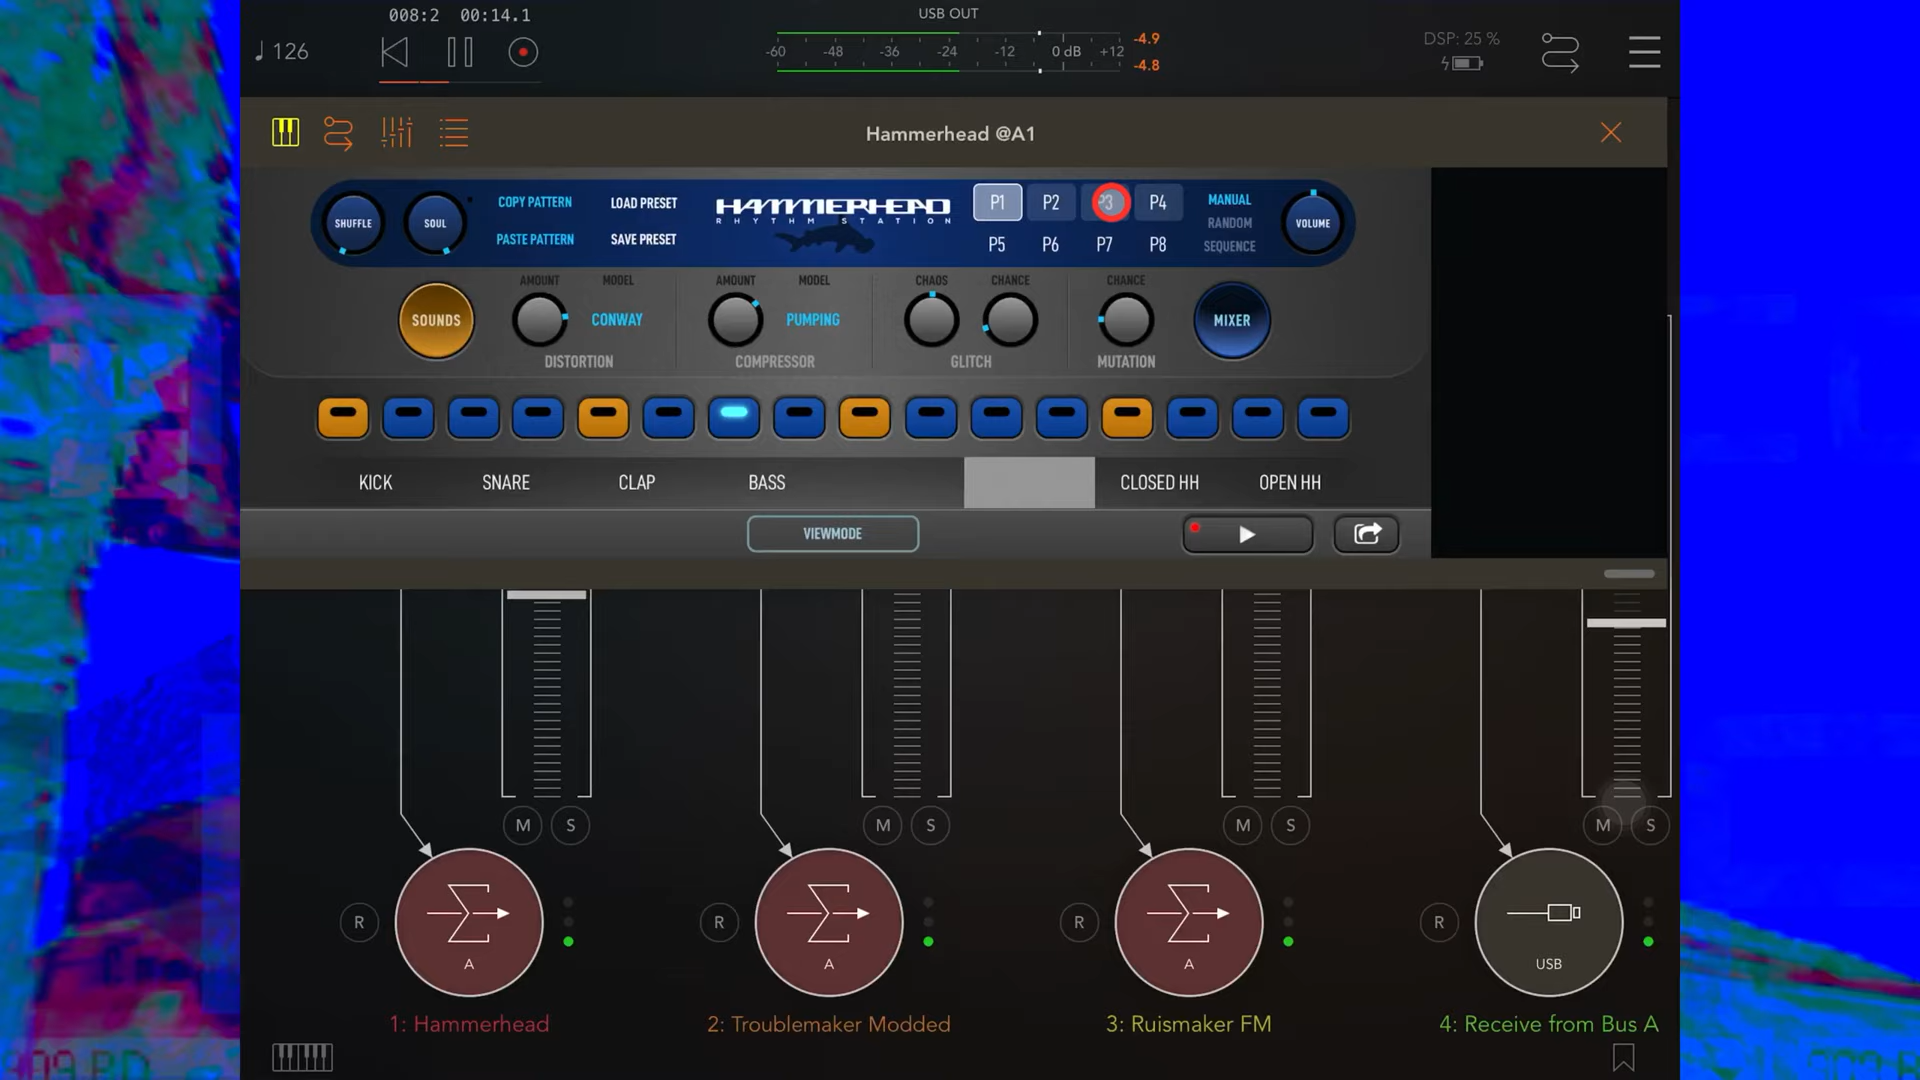 008:2 00:14.1
USB OUT
126
-60 -48 -36 -24 -12 0 dB +12
-4.9
-4.8
DSP: 25 %
Hammerhead @A1
SHUFFLE
SOUL
COPY PATTERN
PASTE PATTERN
LOAD PRESET
SAVE PRESET
HAMMERHEAD
RHYTHM STATION
P1 P2 P3 P4
P5 P6 P7 P8
MANUAL
RANDOM
SEQUENCE
VOLUME
AMOUNT MODEL AMOUNT MODEL CHAOS CHANCE CHANCE
SOUNDS CONWAY PUMPING MIXER
DISTORTION COMPRESSOR GLITCH MUTATION
KICK SNARE CLAP BASS CLOSED HH OPEN HH
VIEWMODE
M S M S M S M S
R R R R
A A A USB
1: Hammerhead 2: Troublemaker Modded 3: Ruismaker FM 4: Receive from Bus A